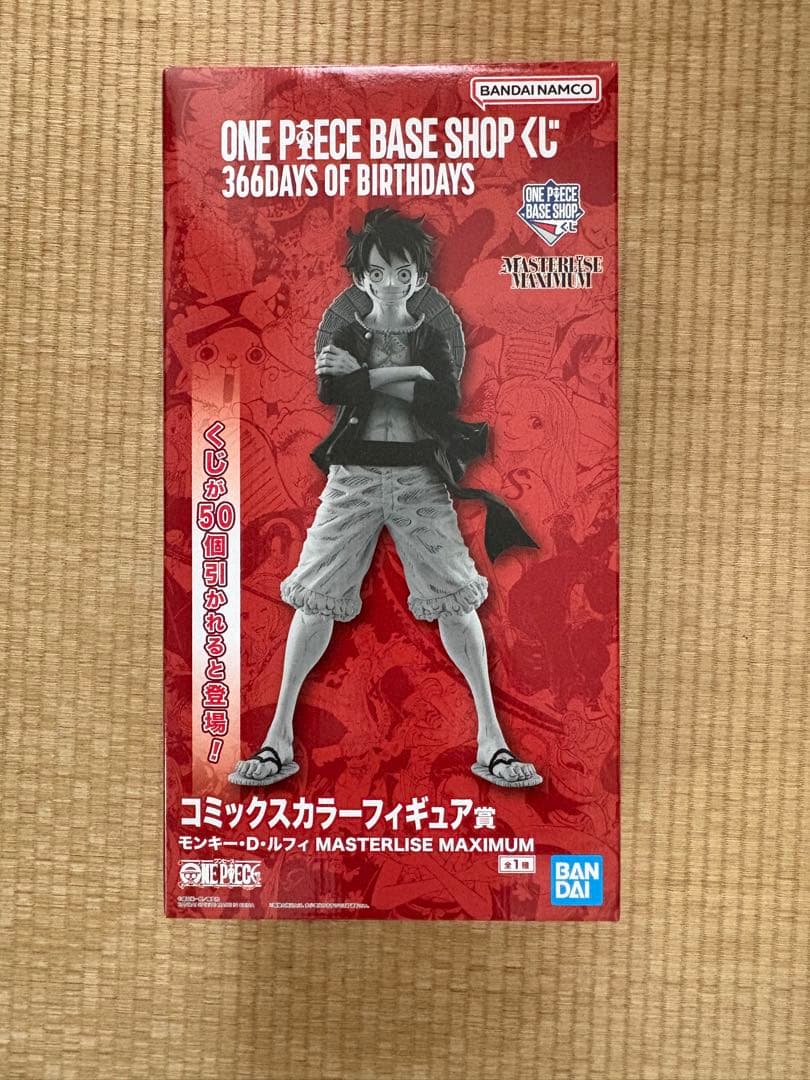 BANDAI NAMCO
ONE PIECE BASE SHOP くじ
366DAYS OF BIRTHDAYS
ONE PIECE
BASE SHOP
くじ
MASTERLISE
MAXIMUM
くじが50個引かれると登場!
コミックスカラーフィギュア賞
モンキー・D・ルフィ MASTERLISE MAXIMUM
全1種
ONE PIECE
BAN
DAI